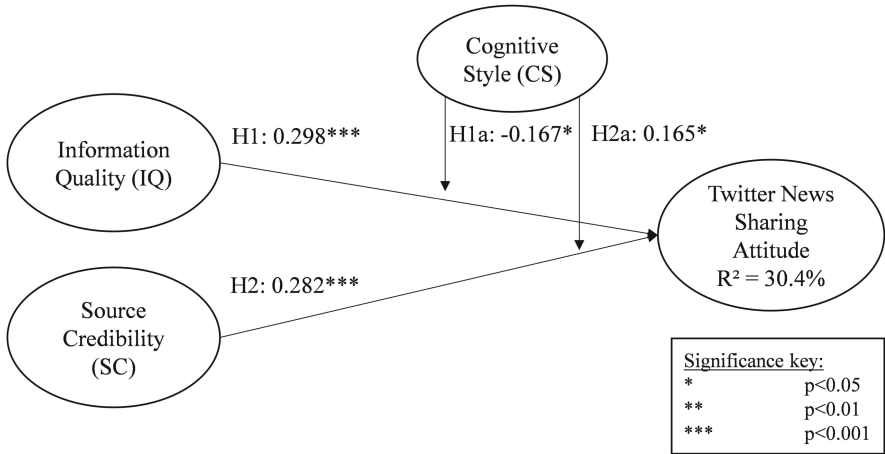 Cognitive
Style (CS)
H1: 0.298***
H1a: -0.167*
H2a: 0.165*
Information
Quality (IQ)
Twitter News
Sharing
Attitude
R² = 30.4%
H2: 0.282***
Source
Credibility
(SC)
Significance key:
* p<0.05
** p<0.01
*** p<0.001